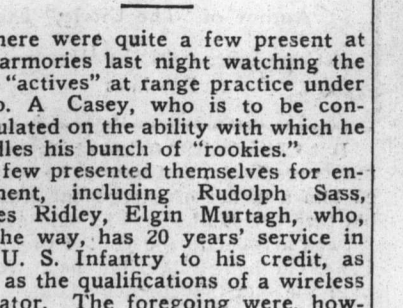 here were quite a few present at
armories last night watching the
"actives" at range practice under
o. A Casey, who is to be con-
ulated on the ability with which he
lles his bunch of "rookies."
few presented themselves for en-
ment, including Rudolph Sass,
es Ridley, Elgin Murtagh, who,
he way, has 20 years' service in
U. S. Infantry to his credit, as
as the qualifications of a wireless
ator. The foregoing were, how-